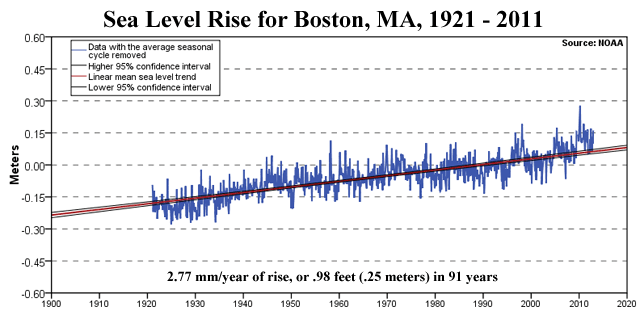 Sea Level Rise for Boston, MA, 1921 - 2011
Source: NOAA
Data with the average seasonal
cycle removed
Higher 95% confidence interval
Linear mean sea level trend
Lower 95% confidence interval
0.60
0.45
0.30
0.15
0.00
-0.15
-0.30
-0.45
-0.60
Meters
2.77 mm/year of rise, or .98 feet (.25 meters) in 91 years
1900 1910 1920 1930 1940 1950 1960 1970 1980 1990 2000 2010 2020